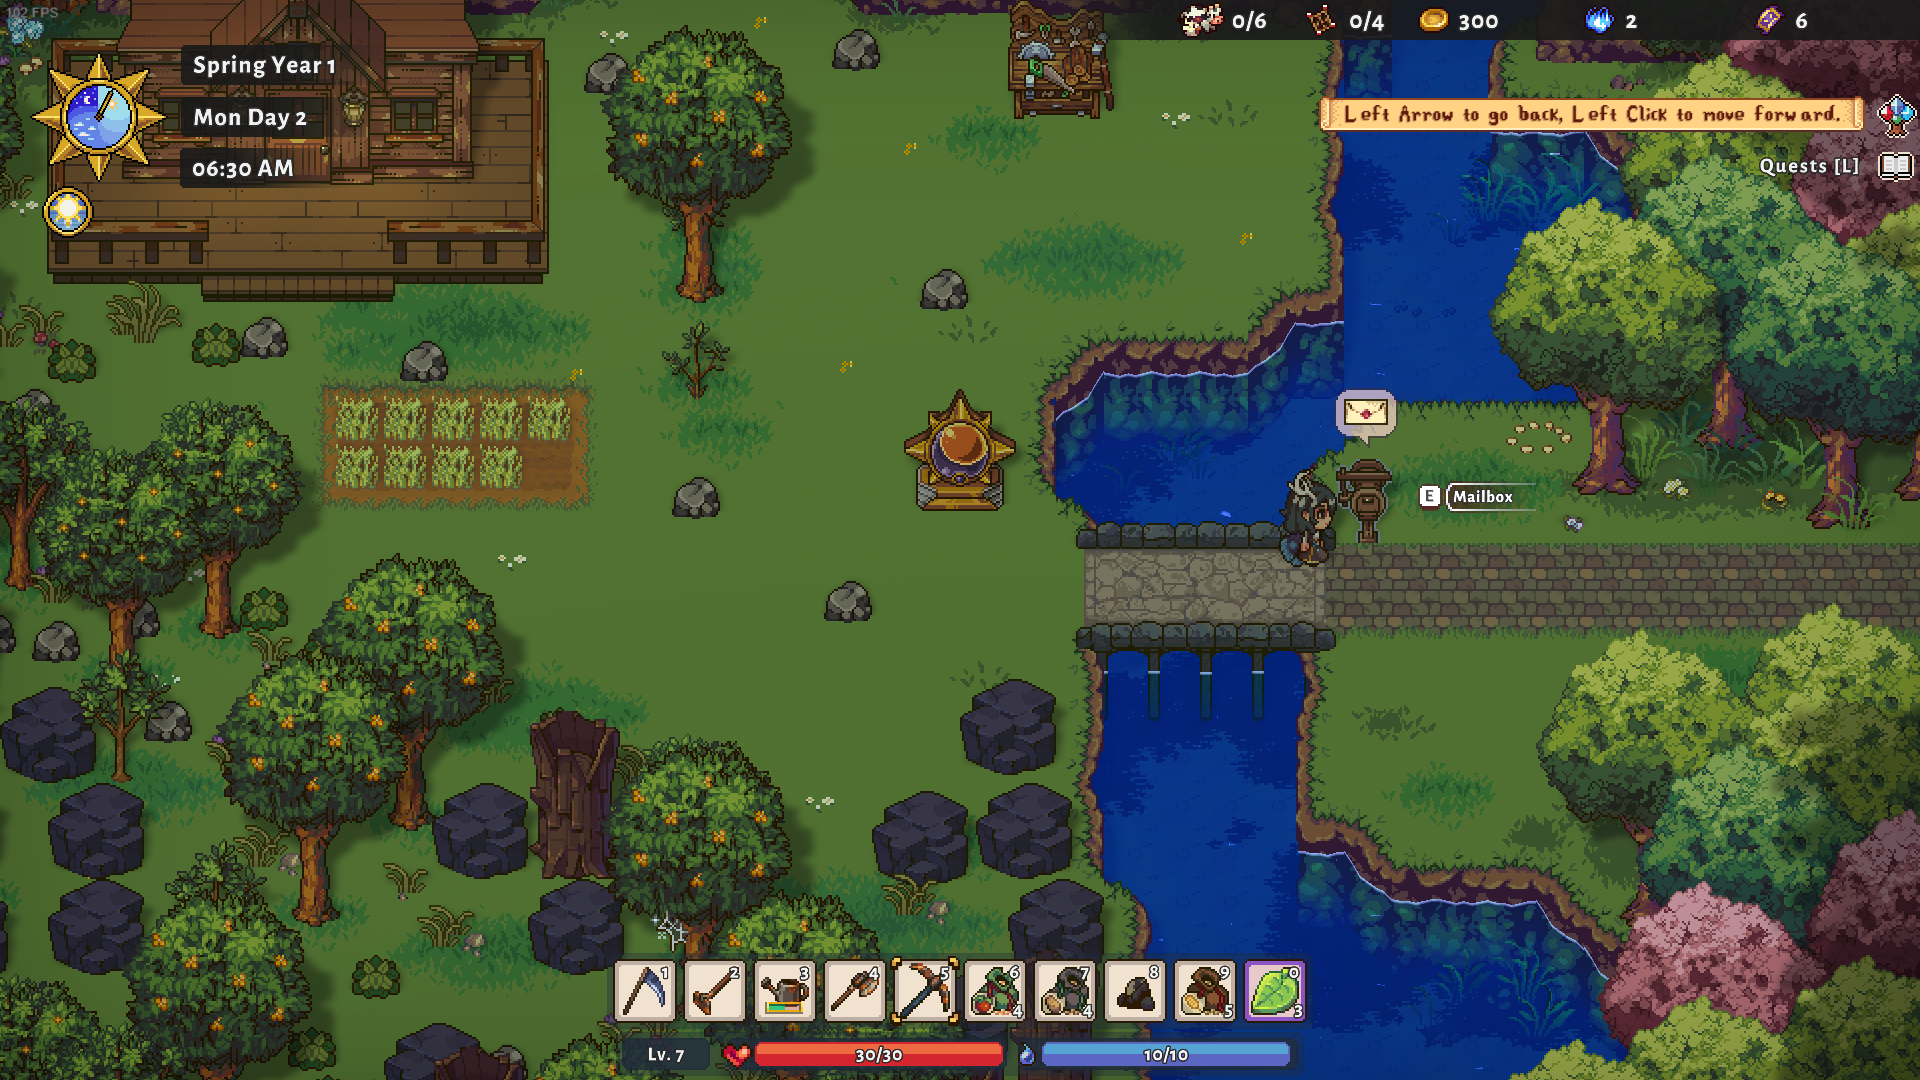 102 FPS
Spring Year 1
Mon Day 2
06:30 AM
0/6
0/4
300
2
6
Left Arrow to go back, Left Click to move forward.
Quests [L]
E Mailbox
1 2 3 4 5 6 7 8 9 0
4 4 5 3
Lv. 7
30/30
10/10